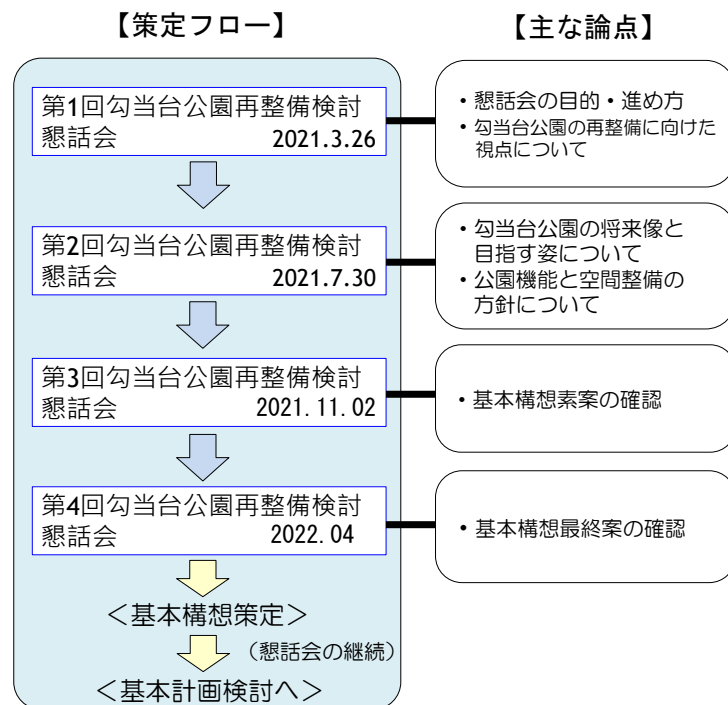 【策定フロー】
【主な論点】
第1回勾当台公園再整備検討
懇話会 2021.3.26
・懇話会の目的・進め方
・勾当台公園の再整備に向けた
視点について
第2回勾当台公園再整備検討
懇話会 2021.7.30
・勾当台公園の将来像と
目指す姿について
・公園機能と空間整備の
方針について
第3回勾当台公園再整備検討
懇話会 2021.11.02
・基本構想素案の確認
第4回勾当台公園再整備検討
懇話会 2022.04
・基本構想最終案の確認
＜基本構想策定＞
（懇話会の継続）
＜基本計画検討へ＞